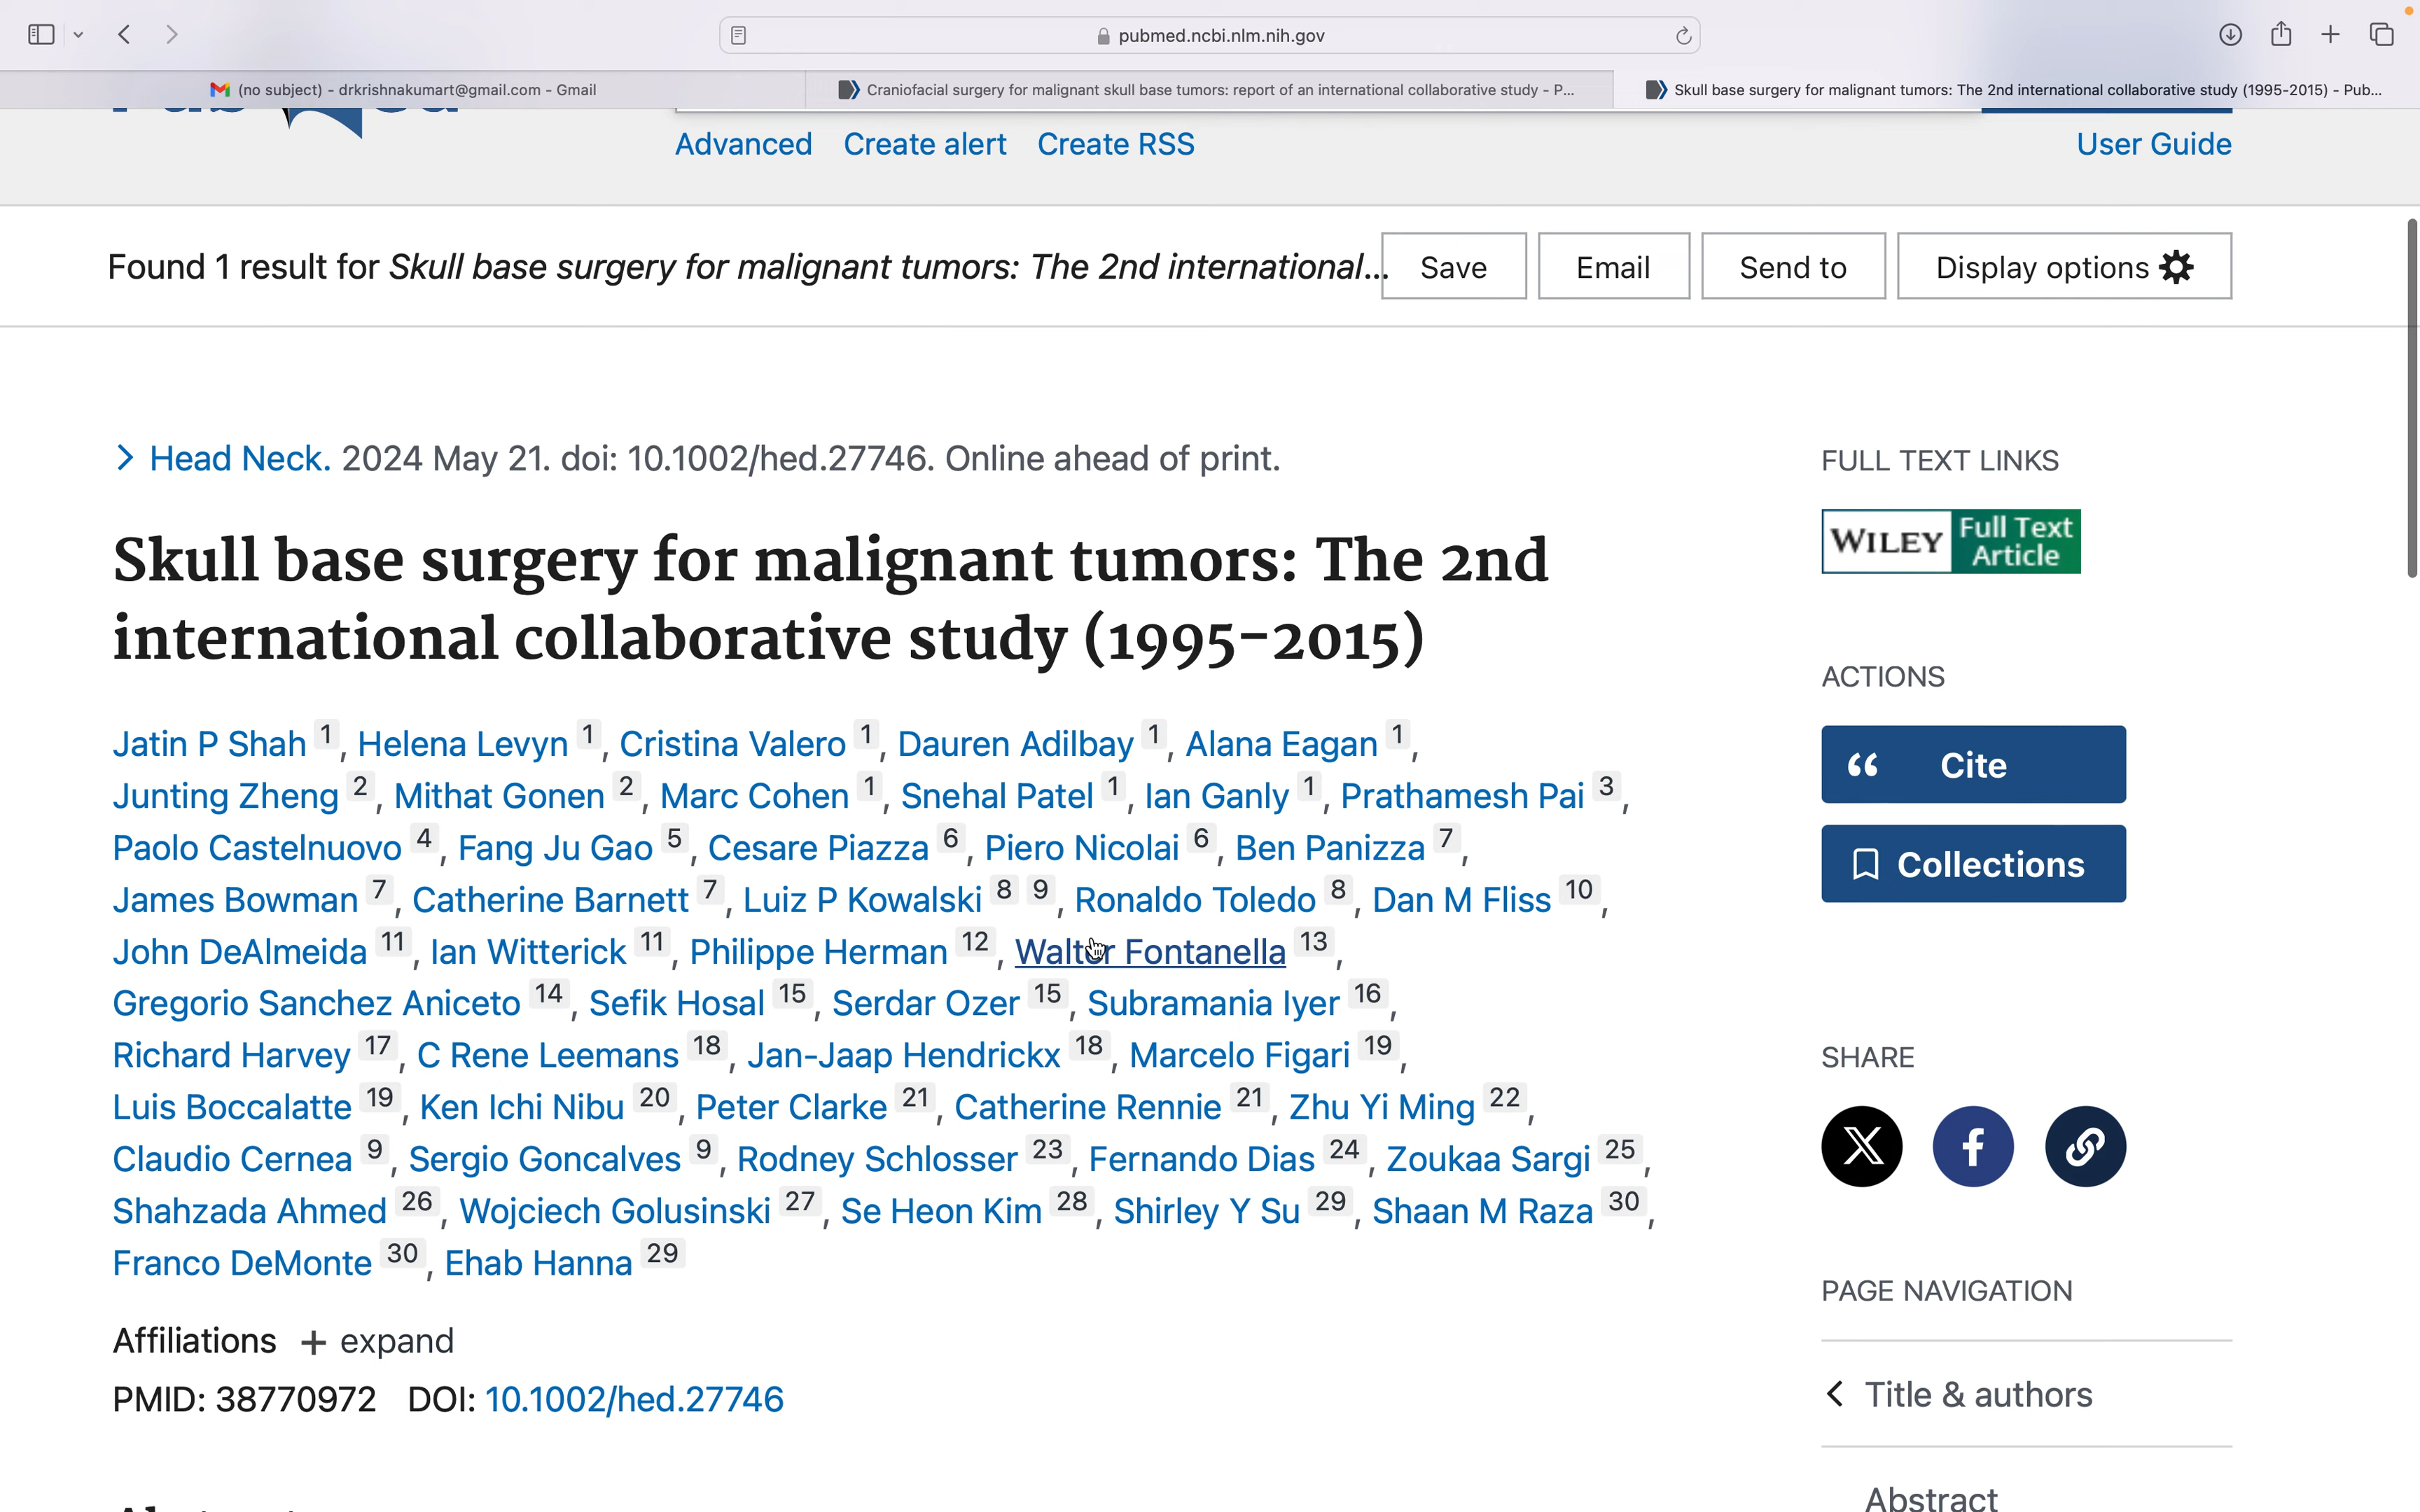 pubmed.ncbi.nlm.nih.gov
(no subject) - drkrishnakumart@gmail.com - Gmail
Craniofacial surgery for malignant skull base tumors: report of an international collaborative study - P...
Skull base surgery for malignant tumors: The 2nd international collaborative study (1995-2015) - Pub...
Advanced Create alert Create RSS
User Guide
Found 1 result for Skull base surgery for malignant tumors: The 2nd international...
Save
Email
Send to
Display options
Head Neck. 2024 May 21. doi: 10.1002/hed.27746. Online ahead of print.
Skull base surgery for malignant tumors: The 2nd
international collaborative study (1995-2015)
Jatin P Shah 1, Helena Levyn 1, Cristina Valero 1, Dauren Adilbay 1, Alana Eagan 1,
Junting Zheng 2, Mithat Gonen 2, Marc Cohen 1, Snehal Patel 1, Ian Ganly 1, Prathamesh Pai 3,
Paolo Castelnuovo 4, Fang Ju Gao 5, Cesare Piazza 6, Piero Nicolai 6, Ben Panizza 7,
James Bowman 7, Catherine Barnett 7, Luiz P Kowalski 8 9, Ronaldo Toledo 8, Dan M Fliss 10,
John DeAlmeida 11, Ian Witterick 11, Philippe Herman 12, Walter Fontanella 13,
Gregorio Sanchez Aniceto 14, Sefik Hosal 15, Serdar Ozer 15, Subramania Iyer 16,
Richard Harvey 17, C Rene Leemans 18, Jan-Jaap Hendrickx 18, Marcelo Figari 19,
Luis Boccalatte 19, Ken Ichi Nibu 20, Peter Clarke 21, Catherine Rennie 21, Zhu Yi Ming 22,
Claudio Cernea 9, Sergio Goncalves 9, Rodney Schlosser 23, Fernando Dias 24, Zoukaa Sargi 25,
Shahzada Ahmed 26, Wojciech Golusinski 27, Se Heon Kim 28, Shirley Y Su 29, Shaan M Raza 30,
Franco DeMonte 30, Ehab Hanna 29
Affiliations + expand
PMID: 38770972 DOI: 10.1002/hed.27746
FULL TEXT LINKS
WILEY Full Text
Article
ACTIONS
Cite
Collections
SHARE
PAGE NAVIGATION
Title & authors
Abstract